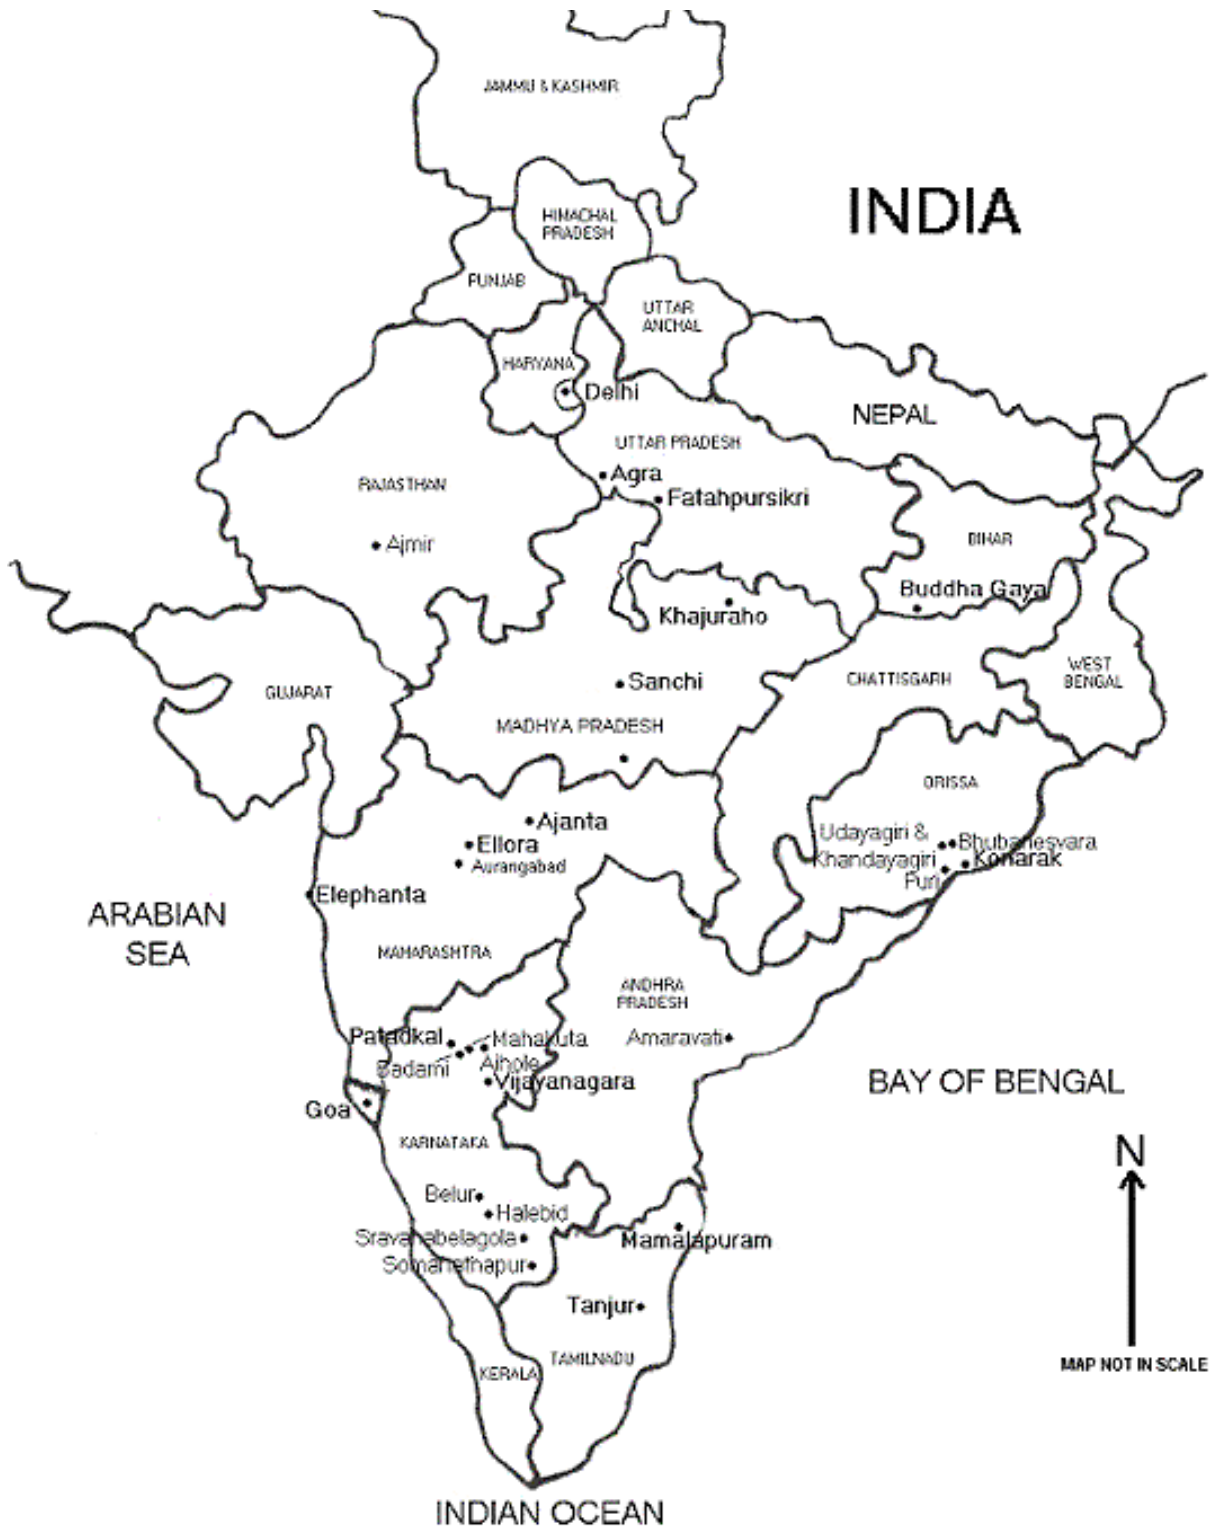 JAMMU & KASHMIR
INDIA
HIMACHAL
PRADESH
PUNJAB
UTTAR
ANCHAL
HARYANA
Delhi
NEPAL
UTTAR PRADESH
Agra
RAJASTHAN
Fatahpursikri
Ajmir
BIHAR
Buddha Gaya
Khajuraho
WEST
BENGAL
CHATTISGARH
Sanchi
GUJARAT
MADHYA PRADESH
ORISSA
Ajanta
Udayagiri &
Khandayagiri
Bhubanesvara
Konarak
Puri
Ellora
Aurangabad
Elephanta
ARABIAN
SEA
MAHARASHTRA
ANDHRA
PRADESH
Amaravati
Patadkal
Mahakuta
Badami
Aihole
Vijayanagara
BAY OF BENGAL
Goa
KARNATAKA
N
Belur
Halebid
Sravanabelagola
Mamalapuram
Somanathapur
Tanjur
TAMILNADU
MAP NOT IN SCALE
KERALA
INDIAN OCEAN